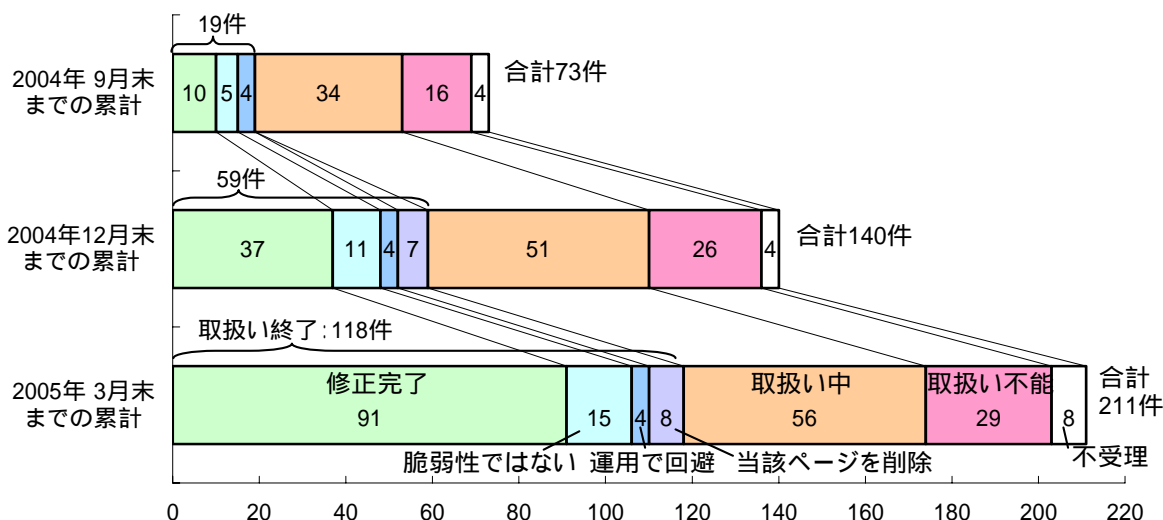 19件
2004年 9月末
までの累計
10 5 4 34 16 4
合計73件
59件
2004年12月末
までの累計
37 11 4 7 51 26 4
合計140件
取扱い終了：118件
2005年 3月末
までの累計
修正完了 取扱い中 取扱い不能
91 15 4 8 56 29 8
合計
211件
脆弱性ではない 運用で回避 当該ページを削除 不受理
0 20 40 60 80 100 120 140 160 180 200 220